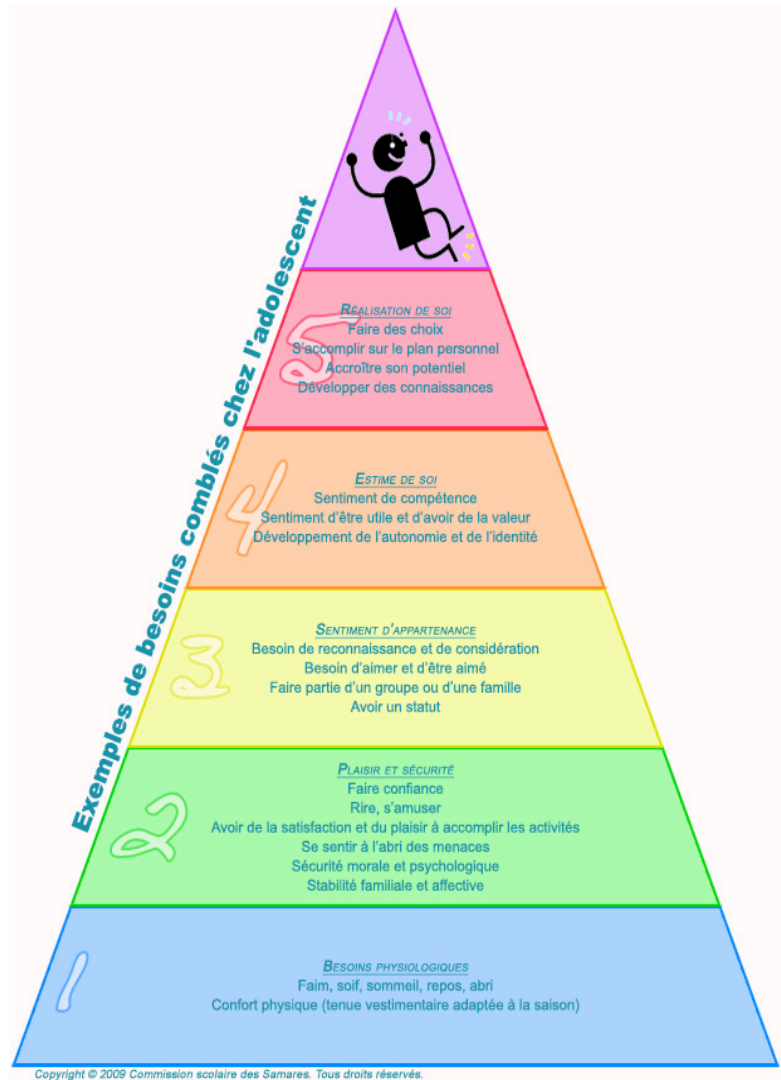 Exemples de besoins comblés chez l'adolescent
5
RÉALISATION DE SOI
Faire des choix
S'accomplir sur le plan personnel
Accroître son potentiel
Développer des connaissances
4
ESTIME DE SOI
Sentiment de compétence
Sentiment d'être utile et d'avoir de la valeur
Développement de l'autonomie et de l'identité
3
SENTIMENT D'APPARTENANCE
Besoin de reconnaissance et de considération
Besoin d'aimer et d'être aimé
Faire partie d'un groupe ou d'une famille
Avoir un statut
2
PLAISIR ET SÉCURITÉ
Faire confiance
Rire, s'amuser
Avoir de la satisfaction et du plaisir à accomplir les activités
Se sentir à l'abri des menaces
Sécurité morale et psychologique
Stabilité familiale et affective
1
BESOINS PHYSIOLOGIQUES
Faim, soif, sommeil, repos, abri
Confort physique (tenue vestimentaire adaptée à la saison)
Copyright © 2009 Commission scolaire des Samares. Tous droits réservés.